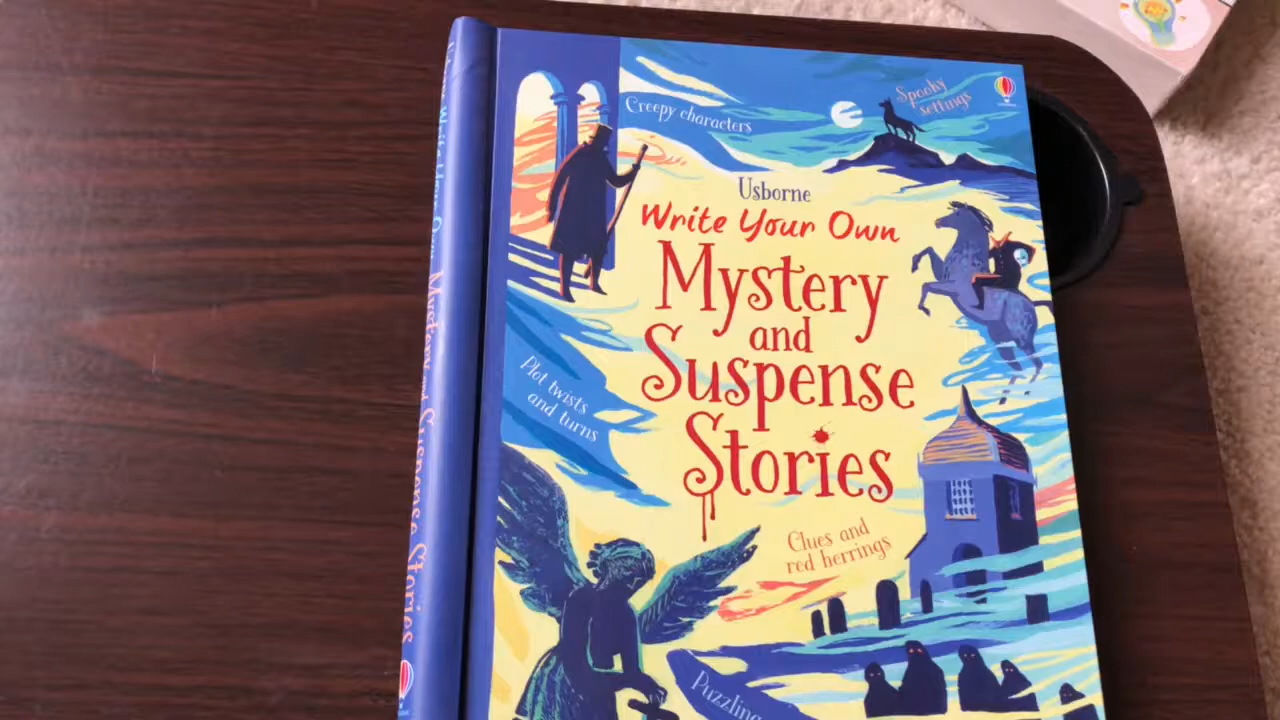 Creepy characters
Spooky
settings
Usborne
Write Your Own
Mystery
and
Suspense
Stories
Plot twists
and turns
Clues and
red herrings
Puzzling
Mystery and Suspense Stories